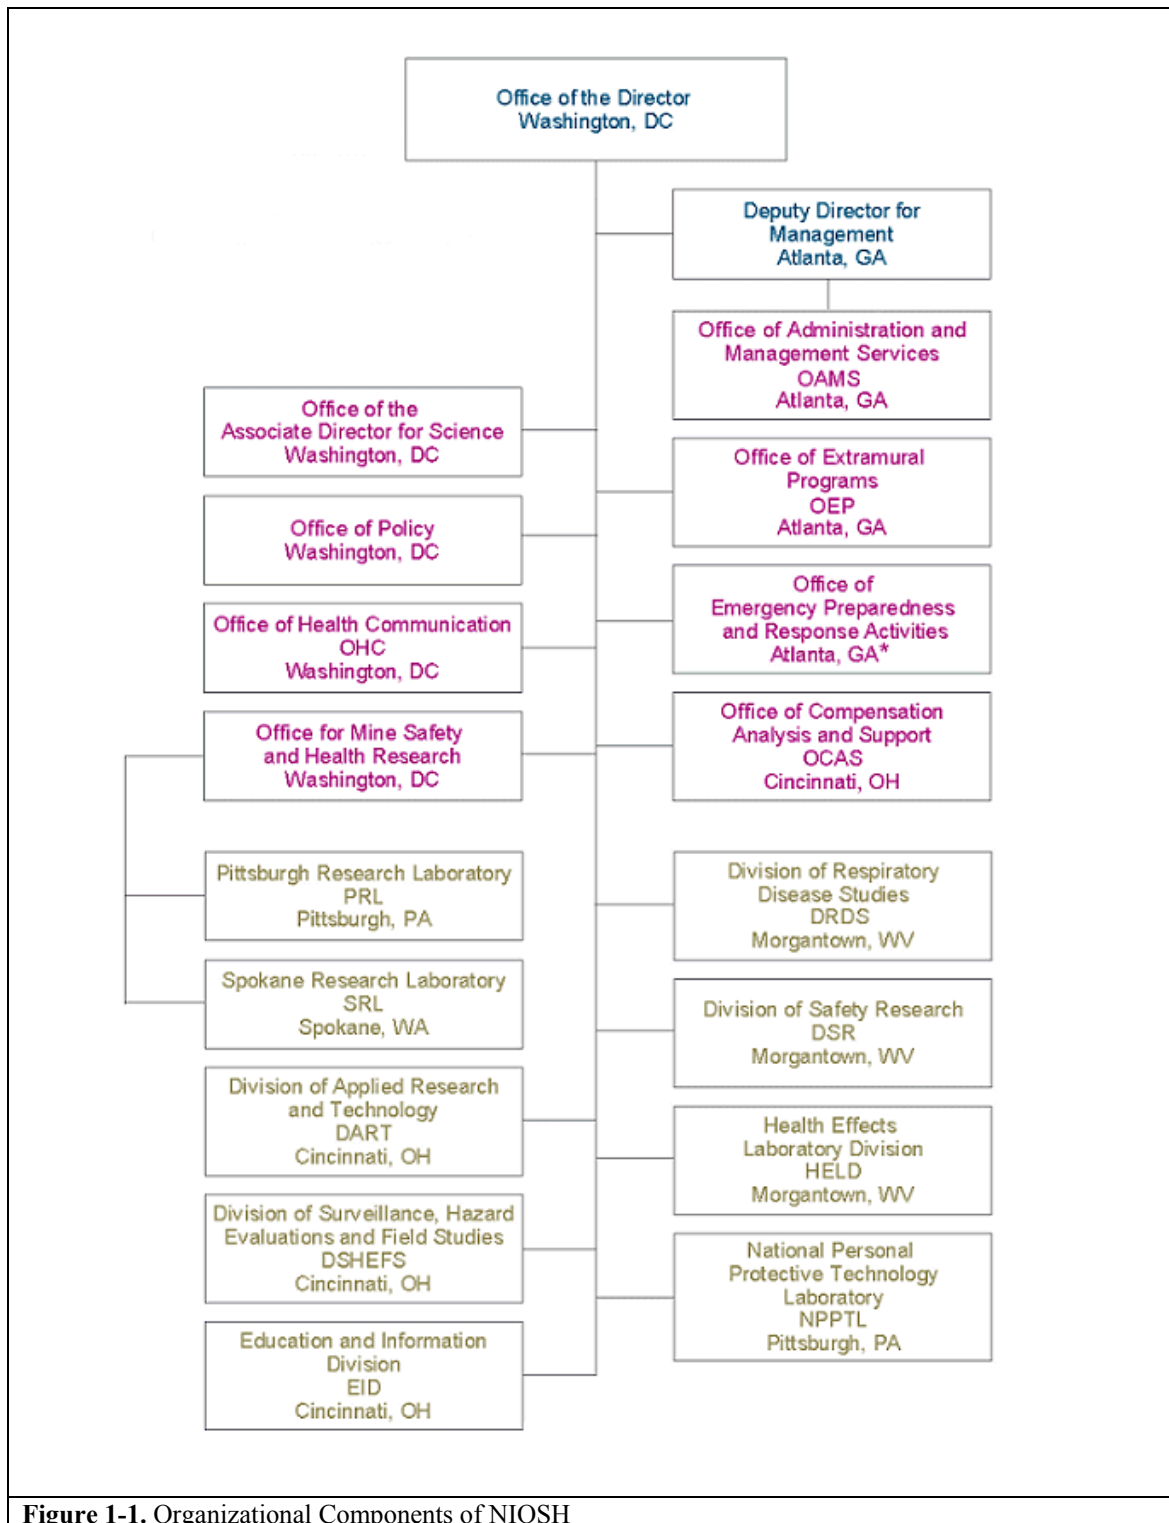 Office of the Director
Washington, DC
Deputy Director for
Management
Atlanta, GA
Office of Administration and
Management Services
OAMS
Atlanta, GA
Office of the
Associate Director for Science
Washington, DC
Office of Extramural
Programs
OEP
Atlanta, GA
Office of Policy
Washington, DC
Office of
Emergency Preparedness
and Response Activities
Atlanta, GA*
Office of Health Communication
OHC
Washington, DC
Office of Compensation
Analysis and Support
OCAS
Cincinnati, OH
Office for Mine Safety
and Health Research
Washington, DC
Pittsburgh Research Laboratory
PRL
Pittsburgh, PA
Division of Respiratory
Disease Studies
DRDS
Morgantown, WV
Spokane Research Laboratory
SRL
Spokane, WA
Division of Safety Research
DSR
Morgantown, WV
Division of Applied Research
and Technology
DART
Cincinnati, OH
Health Effects
Laboratory Division
HELD
Morgantown, WV
Division of Surveillance, Hazard
Evaluations and Field Studies
DSHEFS
Cincinnati, OH
National Personal
Protective Technology
Laboratory
NPPTL
Pittsburgh, PA
Education and Information
Division
EID
Cincinnati, OH
Figure 1-1. Organizational Components of NIOSH